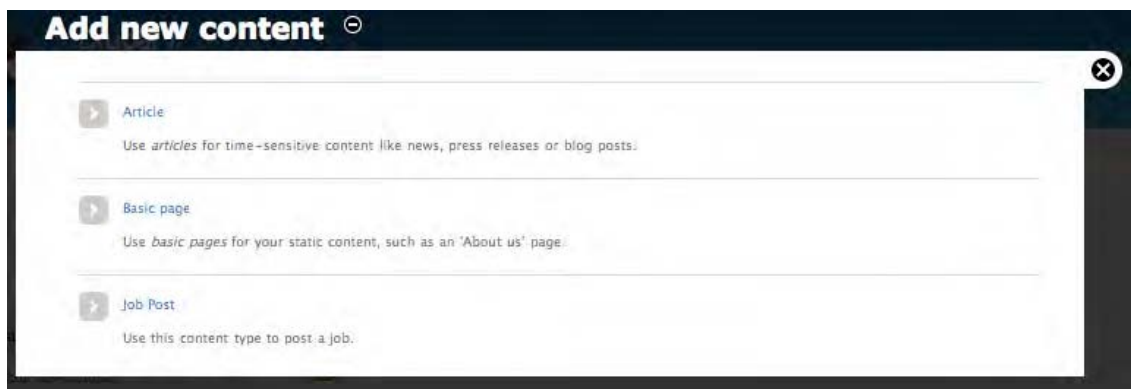 Add new content
Article
Use articles for time-sensitive content like news, press releases or blog posts.
Basic page
Use basic pages for your static content, such as an 'About us' page.
Job Post
Use this content type to post a job.